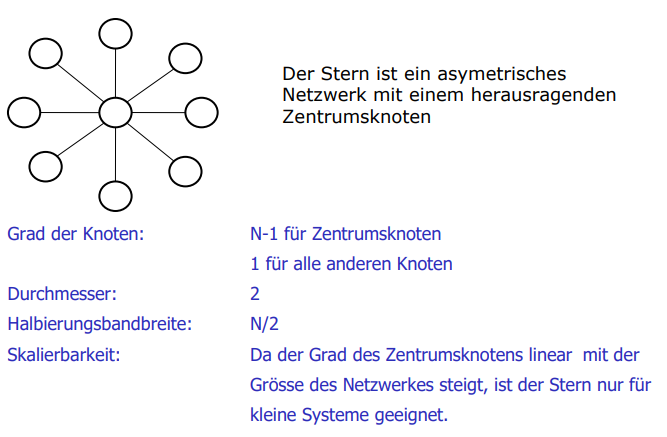 Der Stern ist ein asymetrisches
Netzwerk mit einem herausragenden
Zentrumsknoten
Grad der Knoten: N-1 für Zentrumsknoten
1 für alle anderen Knoten
Durchmesser: 2
Halbierungsbandbreite: N/2
Skalierbarkeit: Da der Grad des Zentrumsknotens linear mit der
Grösse des Netzwerkes steigt, ist der Stern nur für
kleine Systeme geeignet.